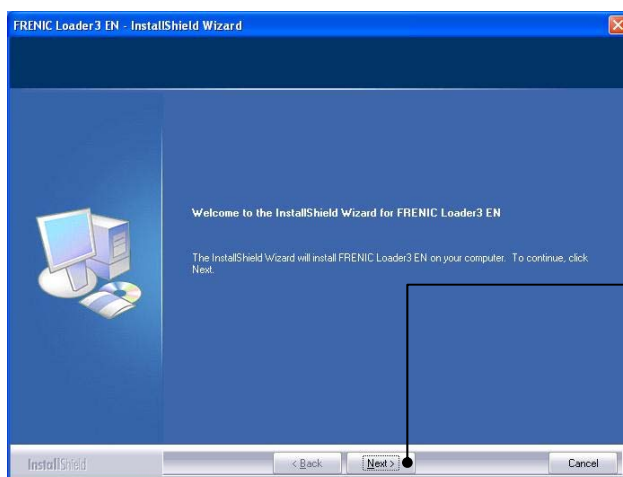 FRENIC Loader3 EN - InstallShield Wizard
Welcome to the InstallShield Wizard for FRENIC Loader3 EN
The InstallShield Wizard will install FRENIC Loader3 EN on your computer. To continue, click
Next.
InstallShield
< Back
Next >
Cancel